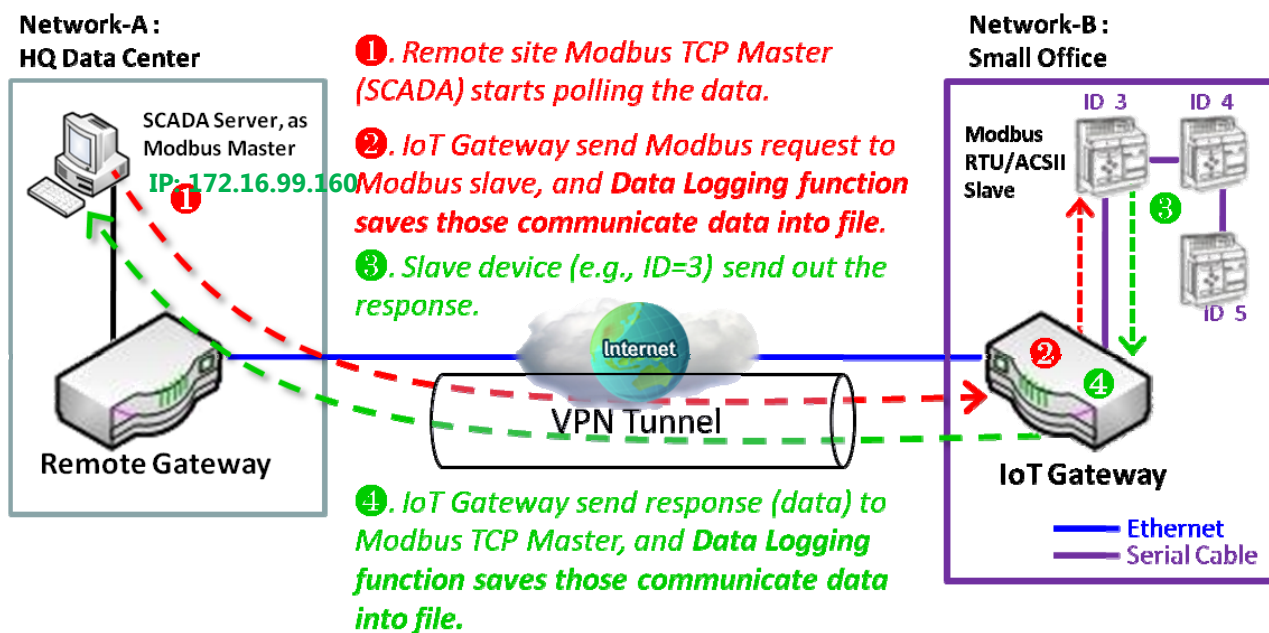 Network-A :
HQ Data Center
SCADA Server, as
Modbus Master
IP: 172.16.99.160
❶
Remote Gateway
❶. Remote site Modbus TCP Master
(SCADA) starts polling the data.
❷. IoT Gateway send Modbus request to
Modbus slave, and Data Logging function
saves those communicate data into file.
❸. Slave device (e.g., ID=3) send out the
response.
Internet
VPN Tunnel
❹. IoT Gateway send response (data) to
Modbus TCP Master, and Data Logging
function saves those communicate data
into file.
Network-B :
Small Office
ID 3
ID 4
Modbus
RTU/ACSII
Slave
❸
ID 5
❷
❹
IoT Gateway
Ethernet
Serial Cable